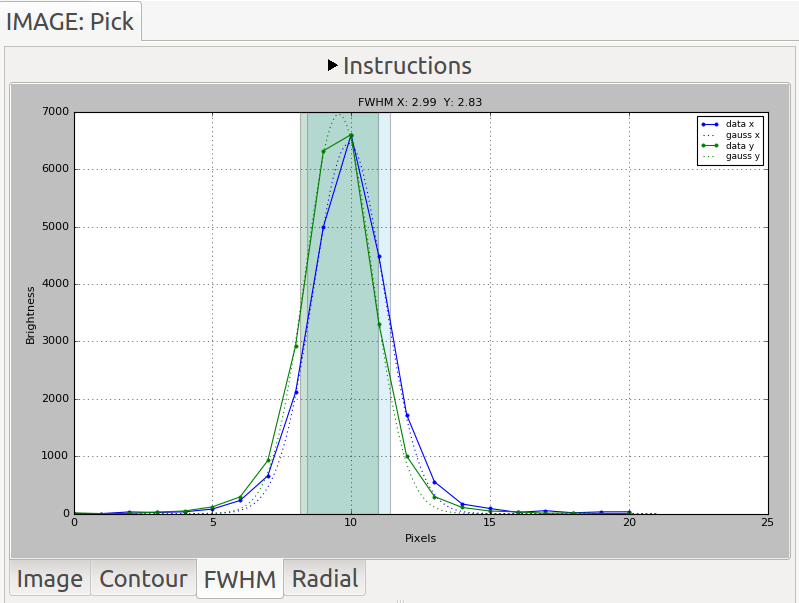 IMAGE: Pick
Instructions
FWHM X: 2.99 Y: 2.83
7000
6000
5000
4000
3000
2000
1000
0
Brightness
data x
gauss x
data y
gauss y
0 5 10 15 20 25
Pixels
Image Contour FWHM Radial